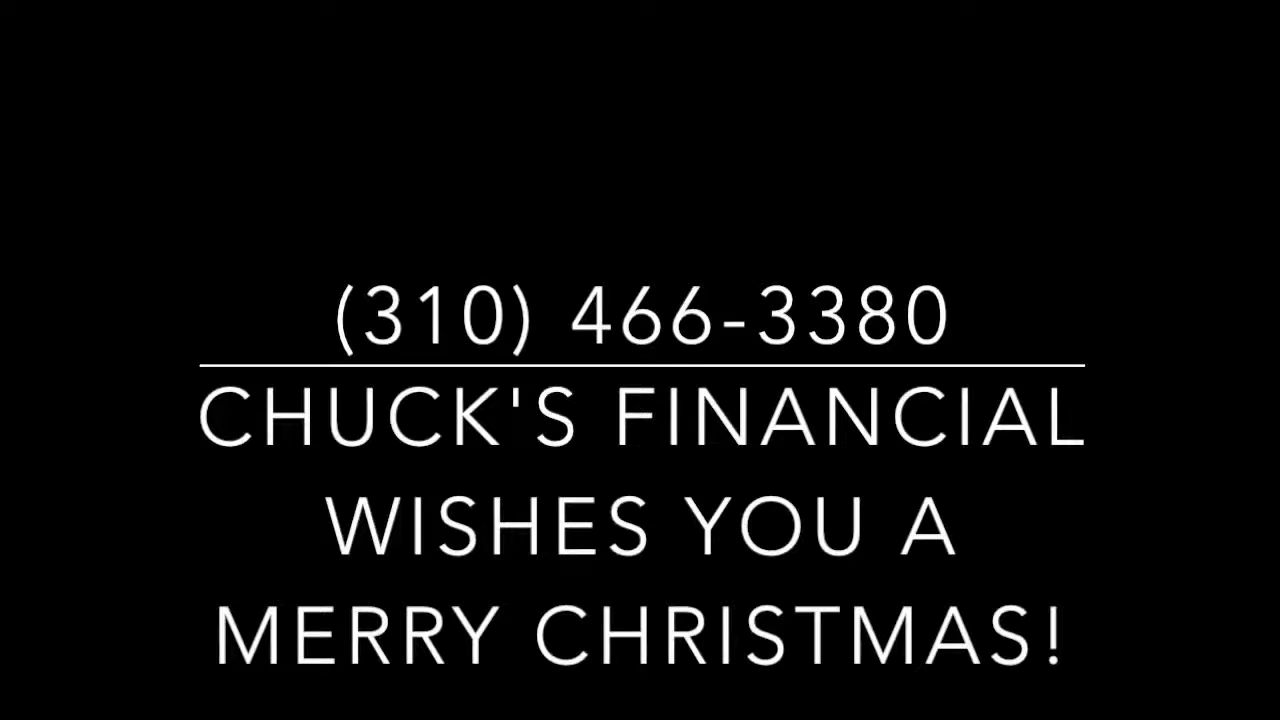 (310) 466-3380
CHUCK'S FINANCIAL
WISHES YOU A
MERRY CHRISTMAS!